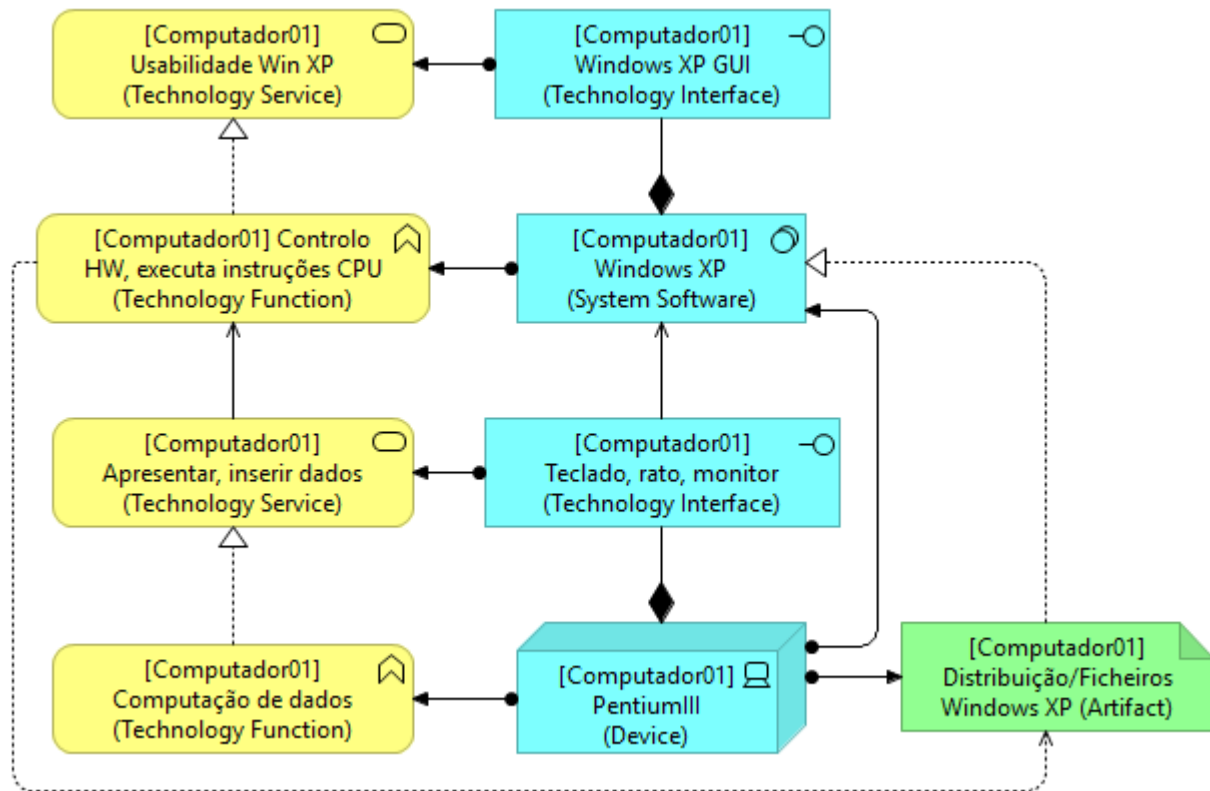 [Computador01]
Usabilidade Win XP
(Technology Service)
[Computador01]
Windows XP GUI
(Technology Interface)
[Computador01] Controlo
HW, executa instruções CPU
(Technology Function)
[Computador01]
Windows XP
(System Software)
[Computador01]
Apresentar, inserir dados
(Technology Service)
[Computador01]
Teclado, rato, monitor
(Technology Interface)
[Computador01]
Computação de dados
(Technology Function)
[Computador01]
PentiumIII
(Device)
[Computador01]
Distribuição/Ficheiros
Windows XP (Artifact)